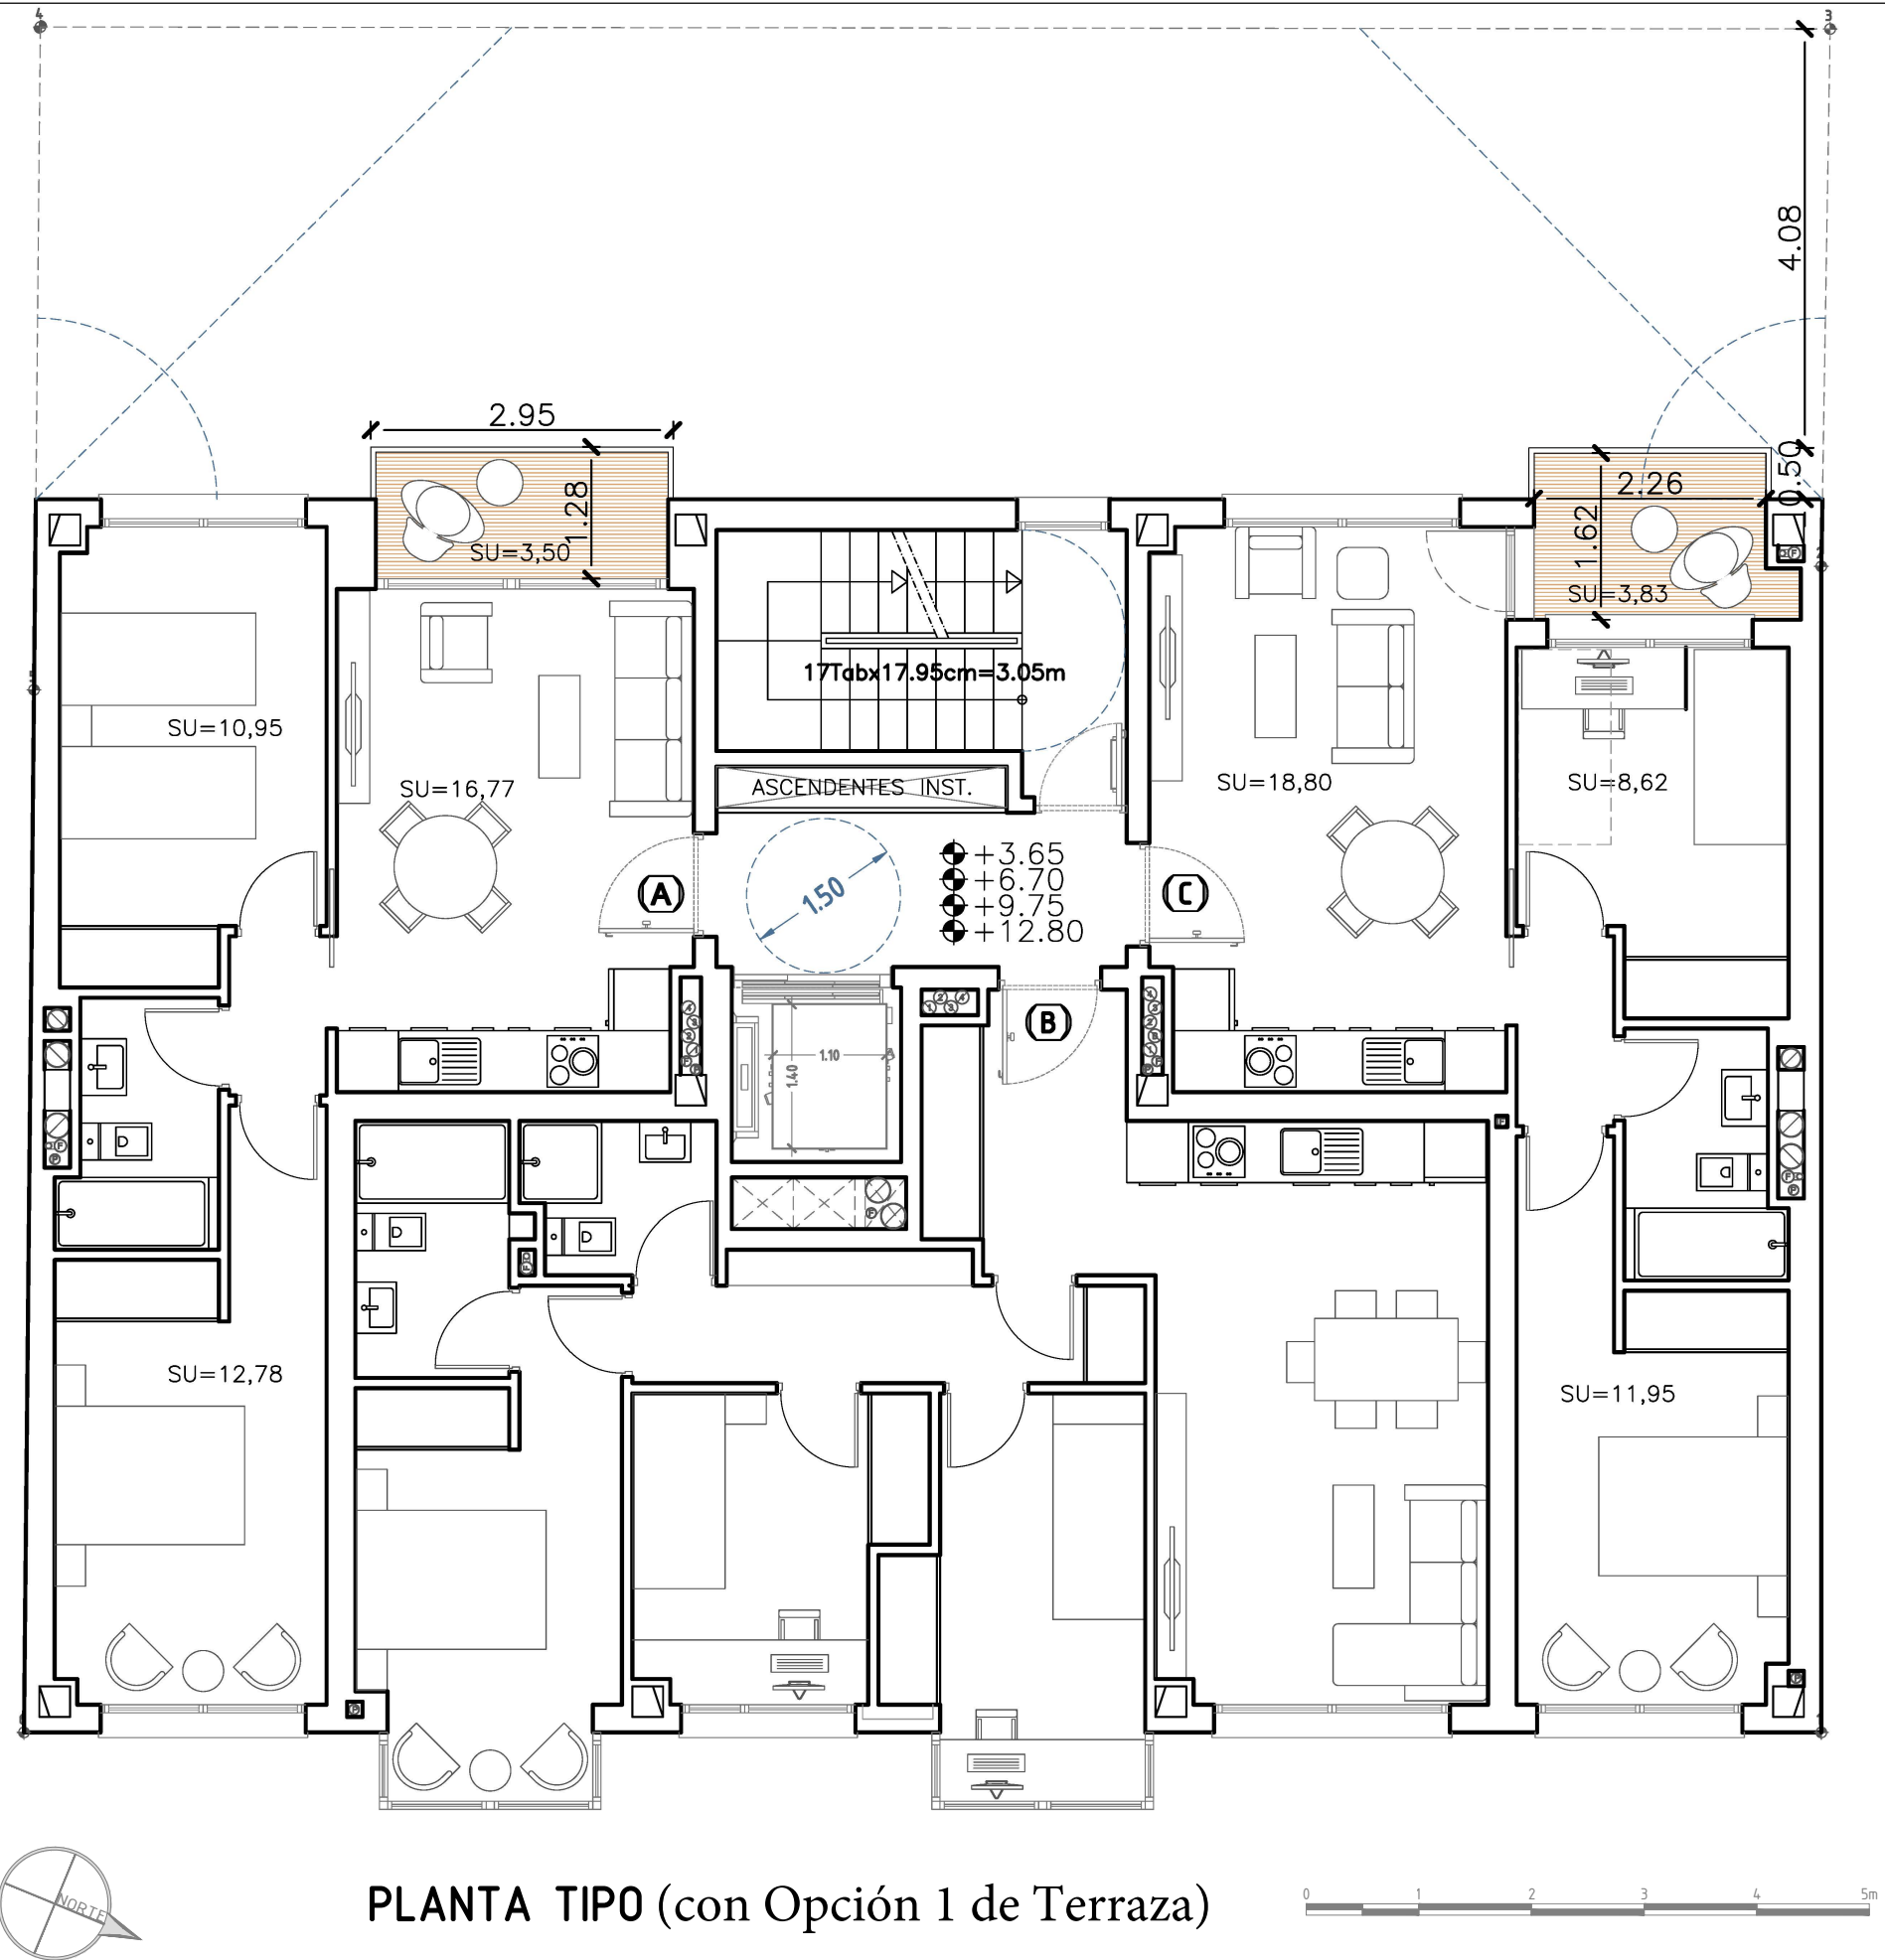 4
3
4.08
2.95
0.50
1.28
2.26
1.62
SU=3,50
SU=3,83
17Tabx17.95cm=3.05m
SU=10,95
SU=16,77
ASCENDENTES INST.
SU=18,80
SU=8,62
+3.65
+6.70
+9.75
+12.80
1.50
(A)
(C)
(B)
1.10
1.40
SU=12,78
SU=11,95
NORTE
PLANTA TIPO (con Opción 1 de Terraza)
0 1 2 3 4 5m